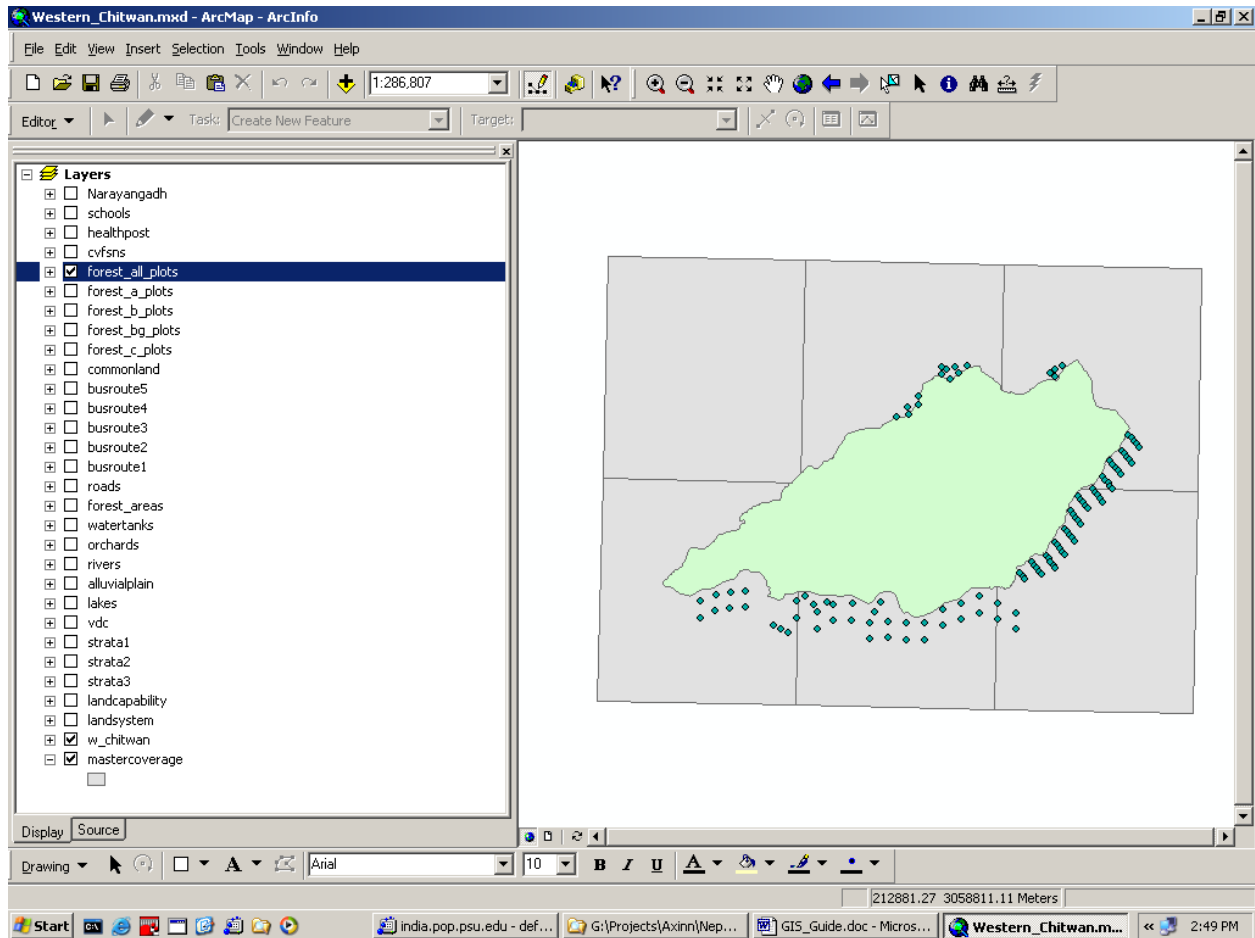 Western_Chitwan.mxd - ArcMap - ArcInfo
File Edit View Insert Selection Tools Window Help
1:286,807
Editor Task: Create New Feature Target:
Layers
Narayangadh
schools
healthpost
cvfsns
forest_all_plots
forest_a_plots
forest_b_plots
forest_bg_plots
forest_c_plots
commonland
busroute5
busroute4
busroute3
busroute2
busroute1
roads
forest_areas
watertanks
orchards
rivers
alluvialplain
lakes
vdc
strata1
strata2
strata3
landcapability
landsystem
w_chitwan
mastercoverage
Display Source
Drawing A Arial 10 B I U A
212881.27 3058811.11 Meters
Start india.pop.psu.edu - def... G:\Projects\Axinn\Nep... GIS_Guide.doc - Micros... Western_Chitwan.m... « 2:49 PM